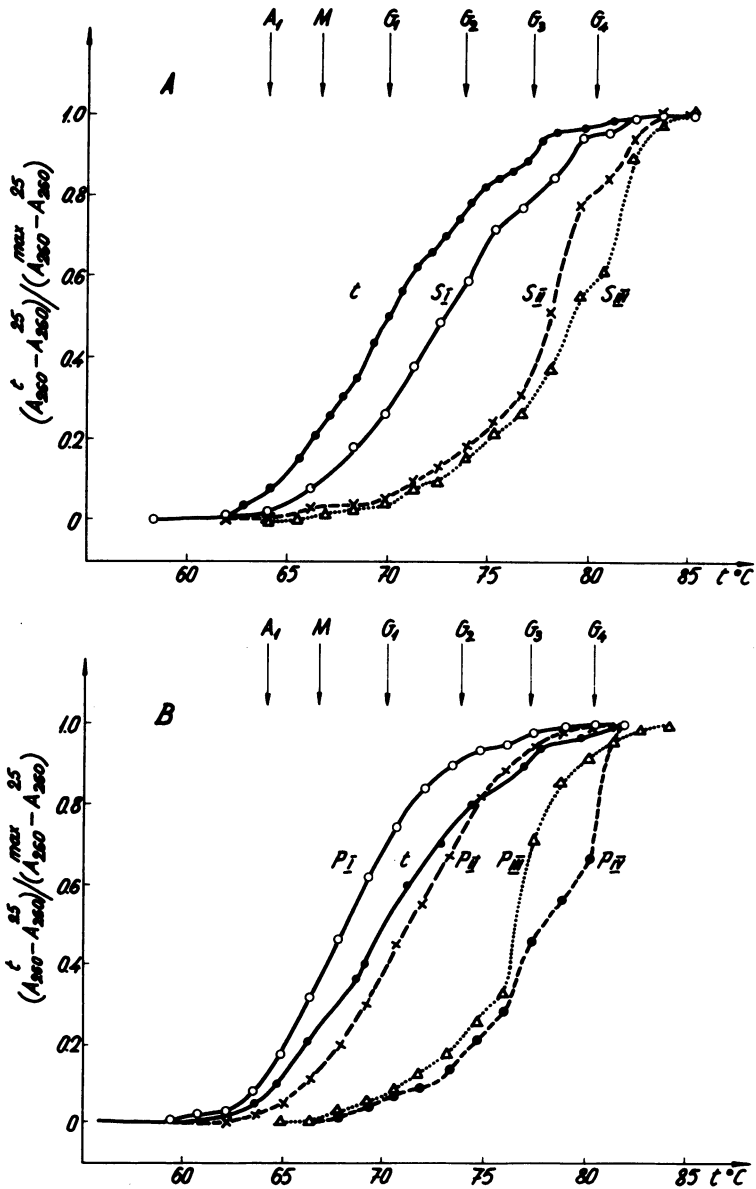 A₁ M G₁ G₂ G₃ G₄
A
1.0
0.8
0.6
0.4
0.2
0
(A₂₆₀ᵗ − A₂₆₀²⁵)/(A₂₆₀ᵐᵃˣ − A₂₆₀²⁵)
t S_I S_II S_III
60 65 70 75 80 85 t °C
A₁ M G₁ G₂ G₃ G₄
B
1.0
0.8
0.6
0.4
0.2
0
(A₂₆₀ᵗ − A₂₆₀²⁵)/(A₂₆₀ᵐᵃˣ − A₂₆₀²⁵)
P_I t P_II P_III P_IV
60 65 70 75 80 85 t °C